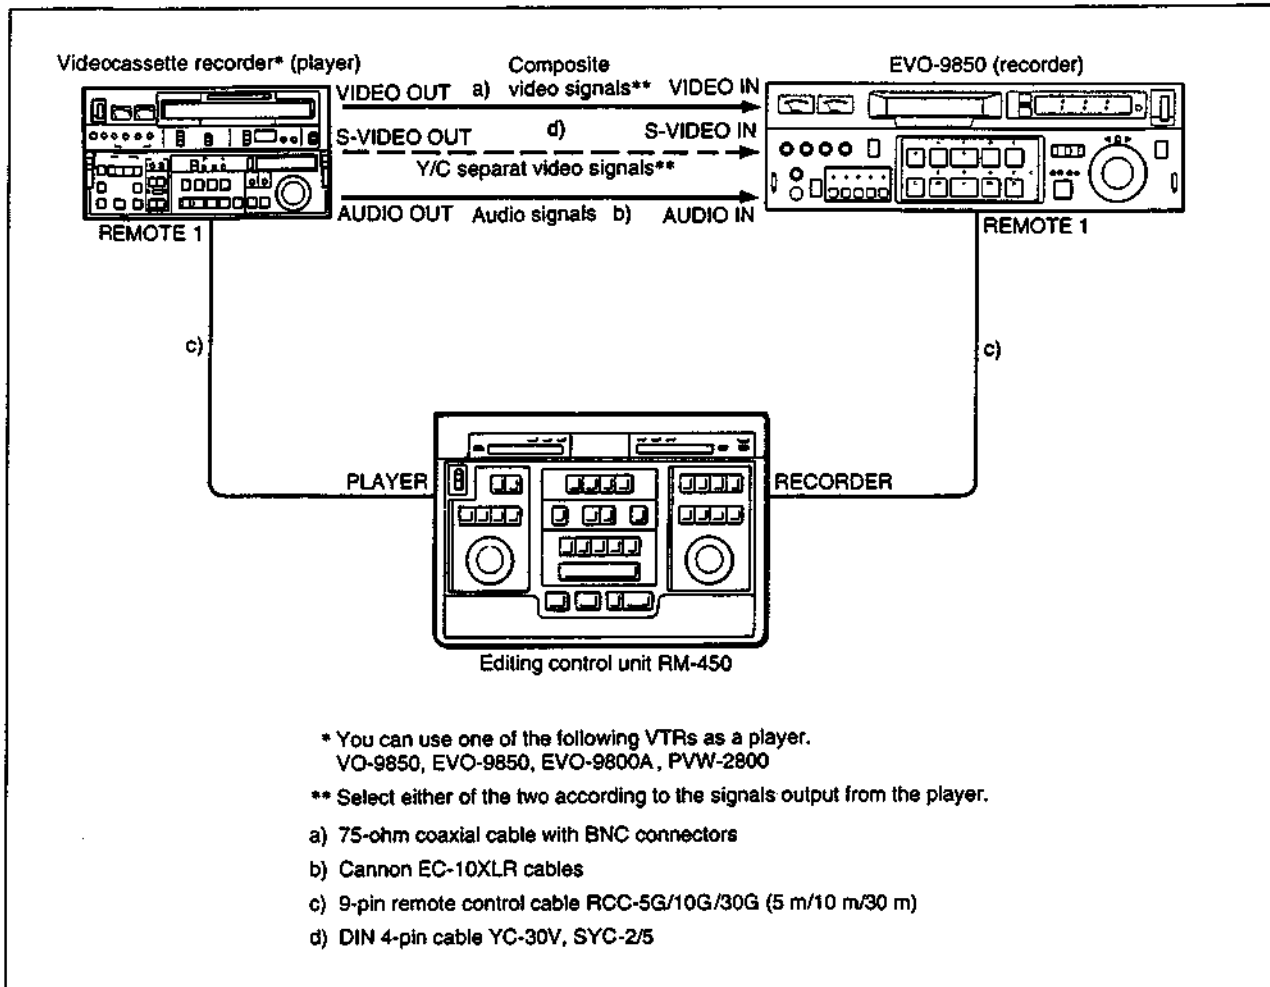 Videocassette recorder* (player)
Composite
EVO-9850 (recorder)
VIDEO OUT a) video signals** VIDEO IN
S-VIDEO OUT d) S-VIDEO IN
Y/C separat video signals**
AUDIO OUT Audio signals b) AUDIO IN
REMOTE 1
REMOTE 1
c)
c)
PLAYER
RECORDER
Editing control unit RM-450
* You can use one of the following VTRs as a player.
VO-9850, EVO-9850, EVO-9800A, PVW-2800
** Select either of the two according to the signals output from the player.
a) 75-ohm coaxial cable with BNC connectors
b) Cannon EC-10XLR cables
c) 9-pin remote control cable RCC-5G/10G/30G (5 m/10 m/30 m)
d) DIN 4-pin cable YC-30V, SYC-2/5